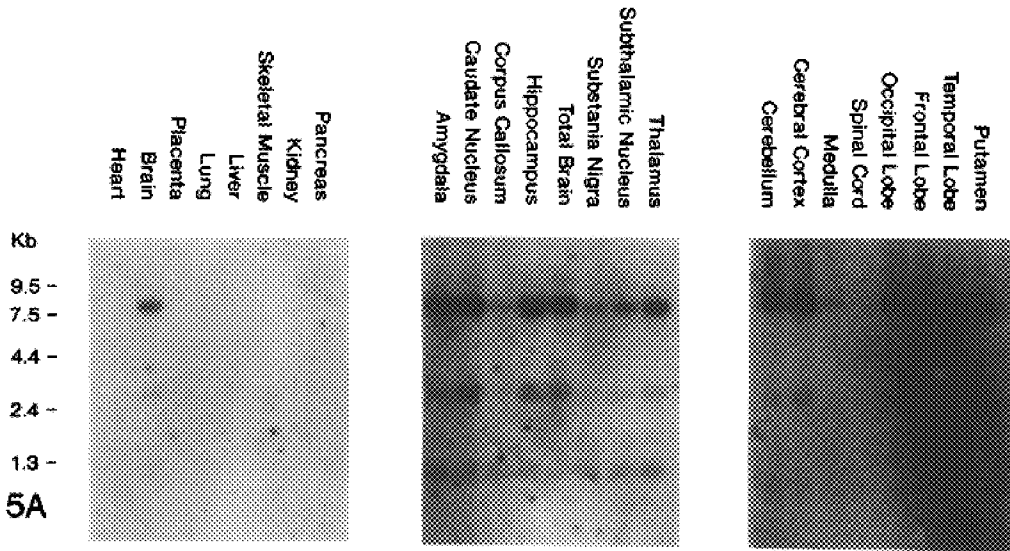 Heart
Brain
Placenta
Lung
Liver
Skeletal Muscle
Kidney
Pancreas
Amygdala
Caudate Nucleus
Corpus Callosum
Hippocampus
Total Brain
Substania Nigra
Subthalamic Nucleus
Thalamus
Cerebellum
Cerebral Cortex
Medulla
Spinal Cord
Occipital Lobe
Frontal Lobe
Temporal Lobe
Putamen
Kb
9.5 -
7.5 -
4.4 -
2.4 -
1.3 -
5A